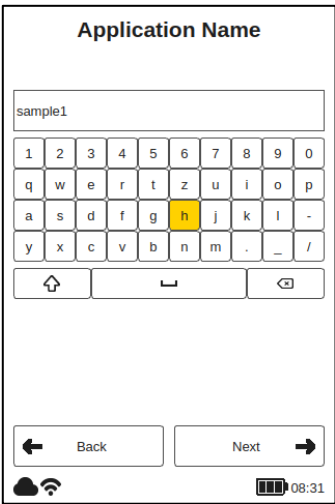 Application Name
sample1
1 2 3 4 5 6 7 8 9 0
q w e r t z u i o p
a s d f g h j k l -
y x c v b n m . _ /
Back Next
08:31